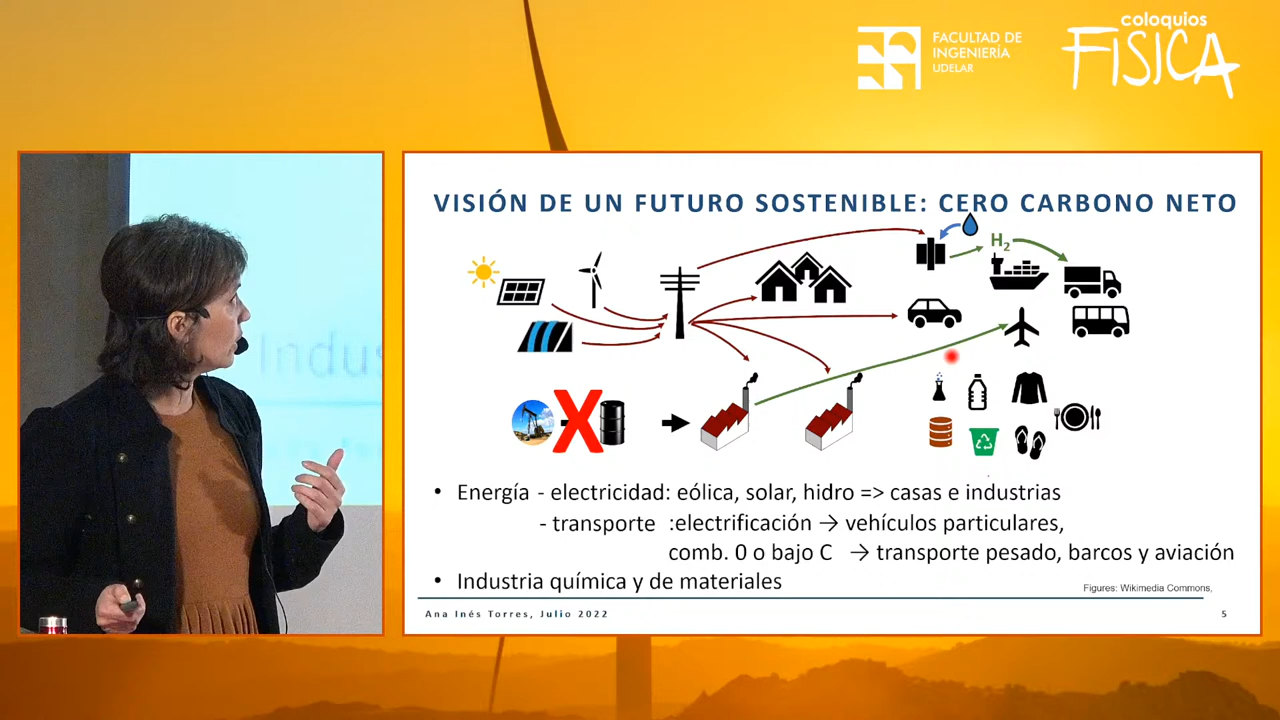 coloquios
FISICA
FACULTAD DE
INGENIERÍA
UDELAR
Indus
VISIÓN DE UN FUTURO SOSTENIBLE: CERO CARBONO NETO
H2
X
• Energía - electricidad: eólica, solar, hidro => casas e industrias
- transporte :electrificación → vehículos particulares,
comb. 0 o bajo C → transporte pesado, barcos y aviación
• Industria química y de materiales
Figures: Wikimedia Commons,
Ana Inés Torres, Julio 2022
5